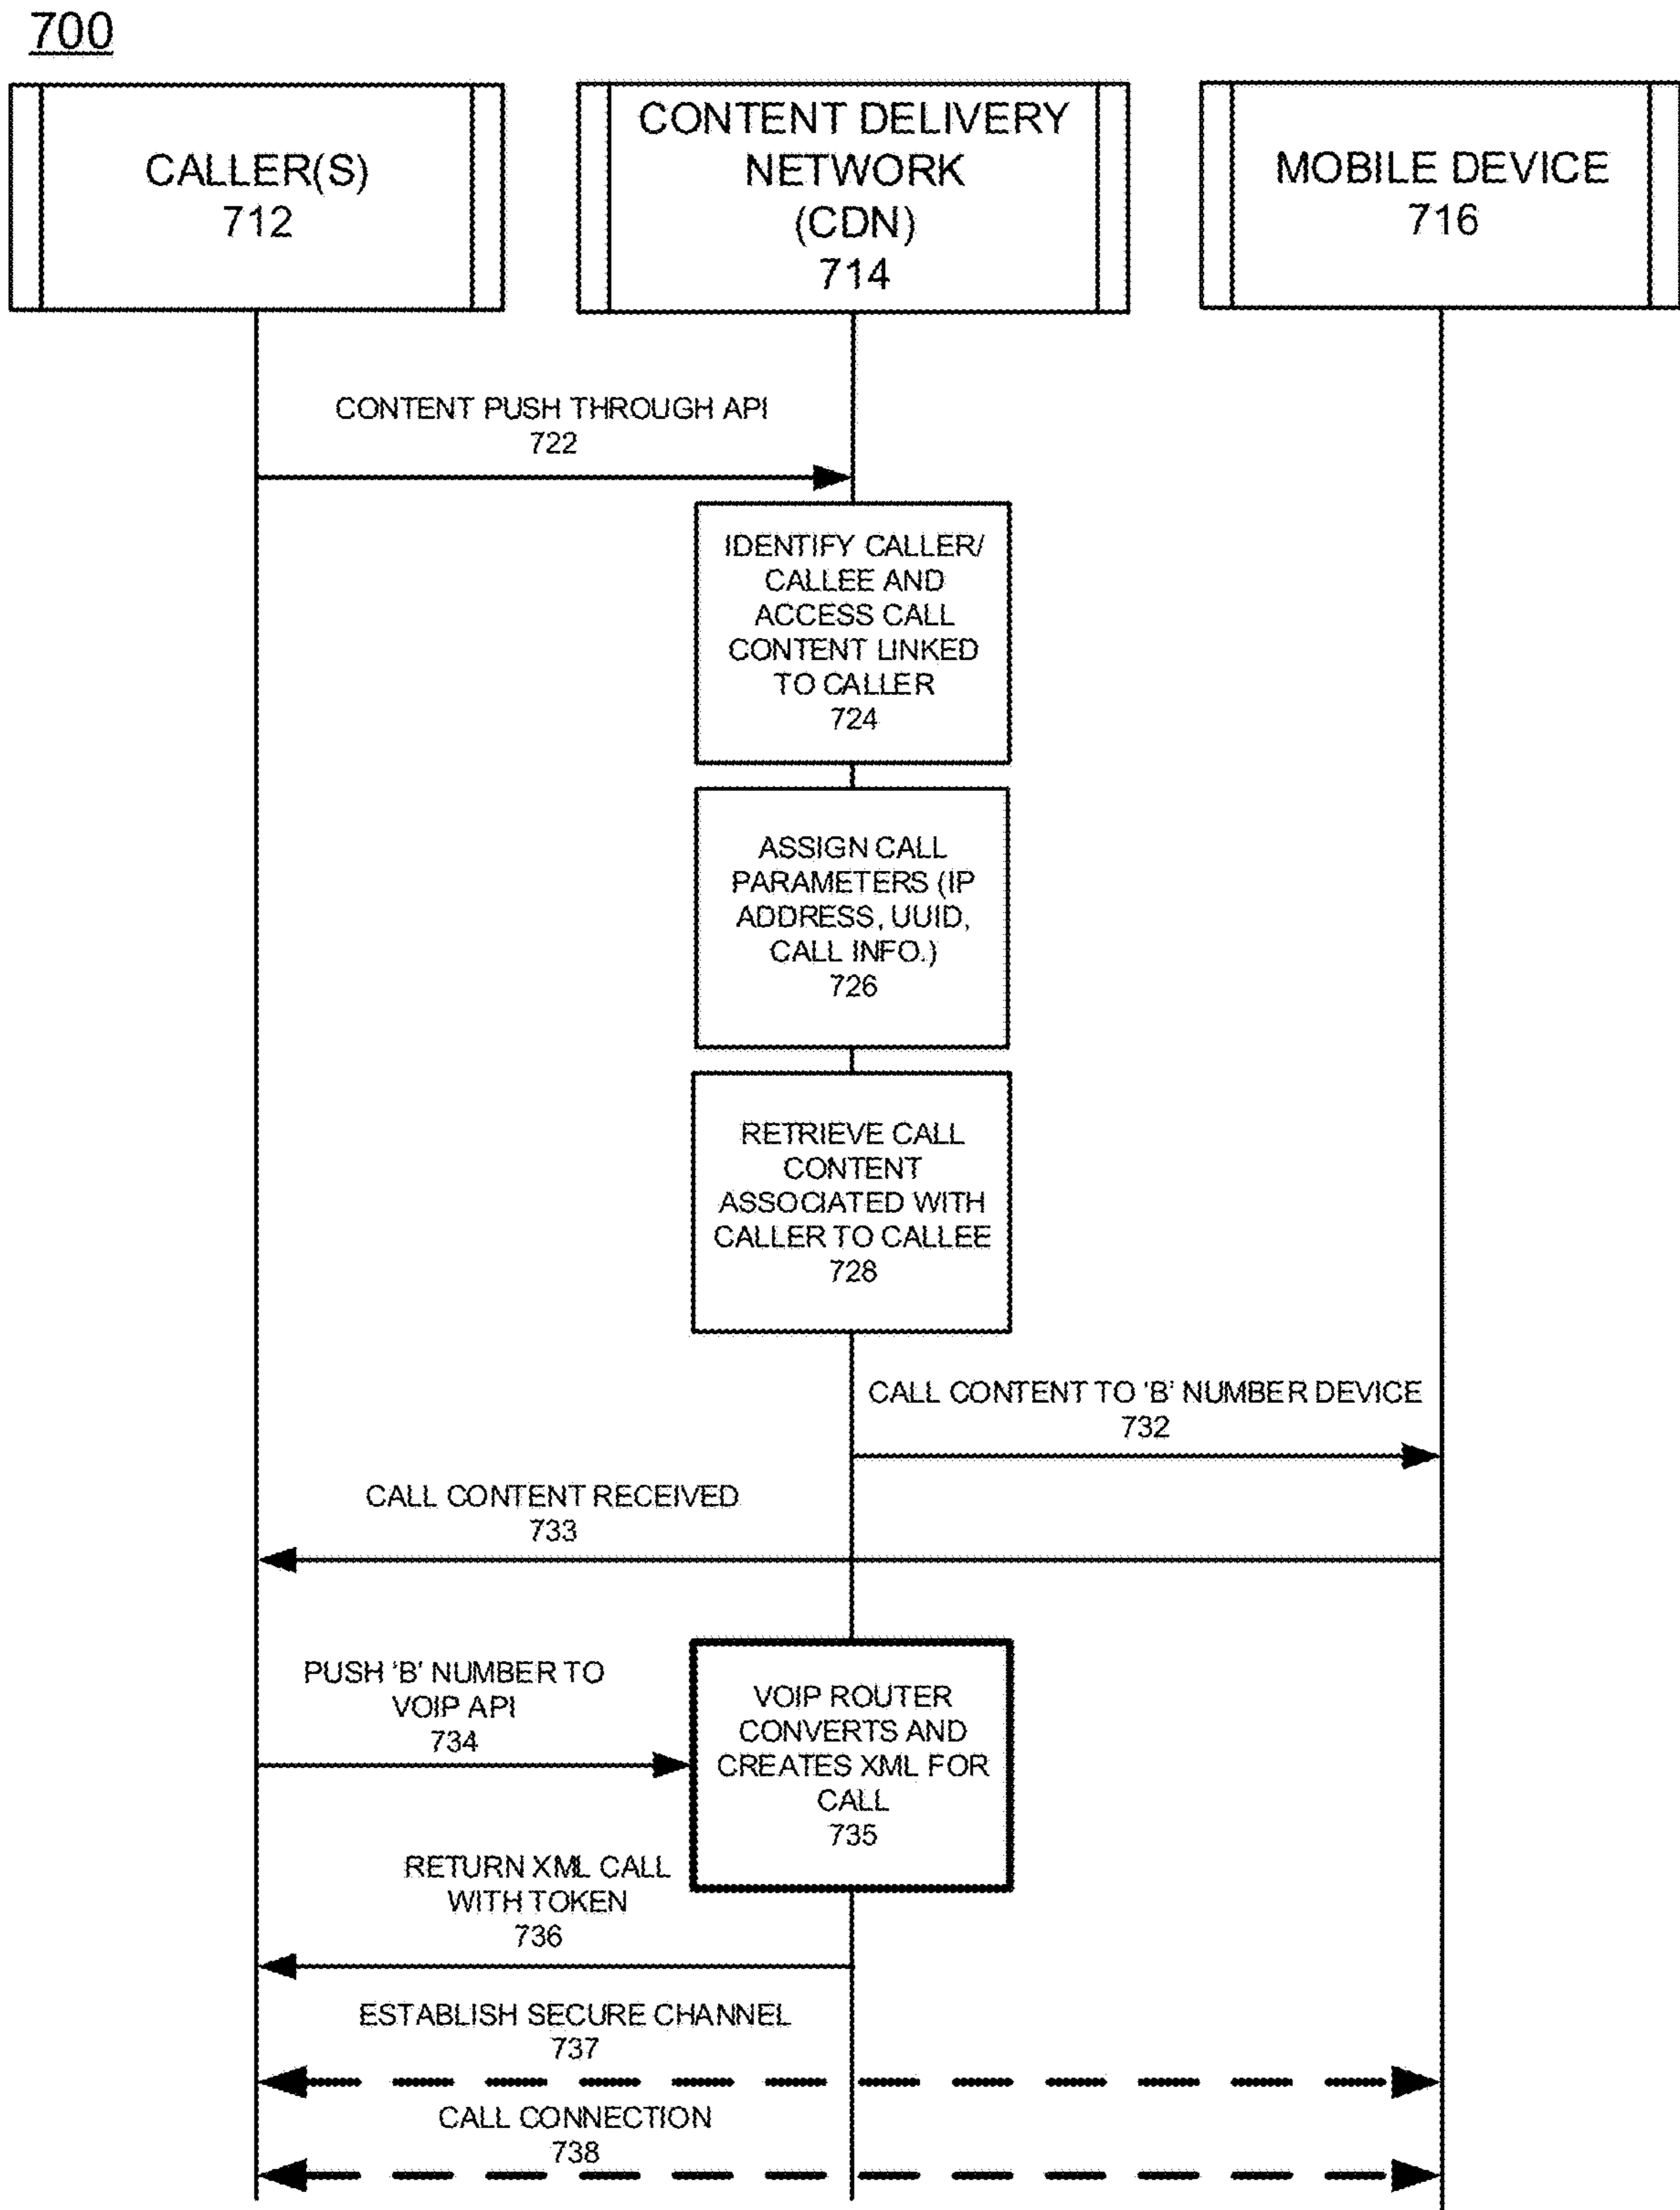 700
CALLER(S)
712
CONTENT DELIVERY
NETWORK
(CDN)
714
MOBILE DEVICE
716
CONTENT PUSH THROUGH API
722
IDENTIFY CALLER/
CALLEE AND
ACCESS CALL
CONTENT LINKED
TO CALLER
724
ASSIGN CALL
PARAMETERS (IP
ADDRESS, UUID,
CALL INFO.)
726
RETRIEVE CALL
CONTENT
ASSOCIATED WITH
CALLER TO CALLEE
728
CALL CONTENT TO 'B' NUMBER DEVICE
732
CALL CONTENT RECEIVED
733
PUSH 'B' NUMBER TO
VOIP API
734
VOIP ROUTER
CONVERTS AND
CREATES XML FOR
CALL
735
RETURN XML CALL
WITH TOKEN
736
ESTABLISH SECURE CHANNEL
737
CALL CONNECTION
738